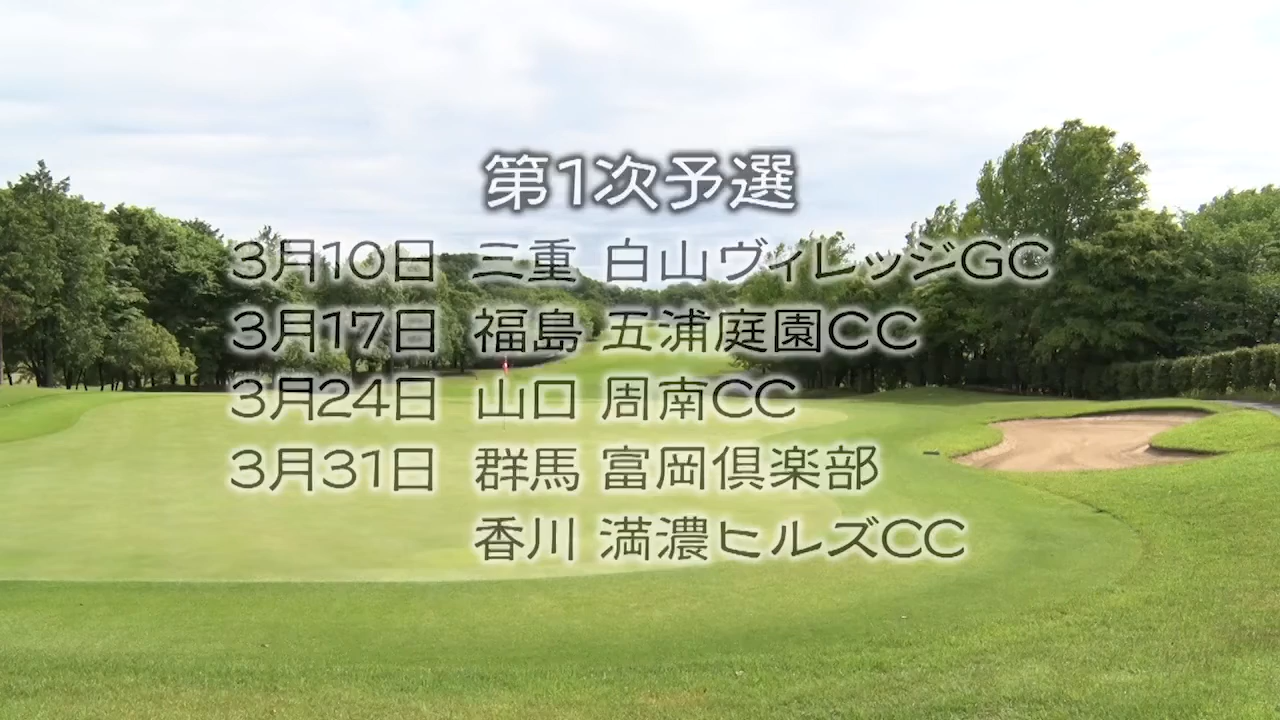 第1次予選
3月10日 三重 白山ヴィレッジGC
3月17日 福島 五浦庭園CC
3月24日 山口 周南CC
3月31日 群馬 富岡倶楽部
香川 満濃ヒルズCC